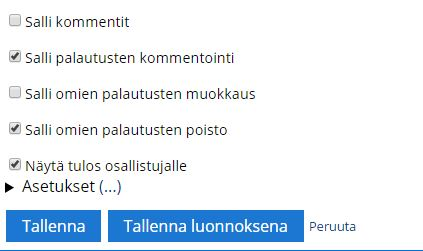 Salli kommentit
Salli palautusten kommentointi
Salli omien palautusten muokkaus
Salli omien palautusten poisto
Näytä tulos osallistujalle
Asetukset (...)
Tallenna Tallenna luonnoksena Peruuta